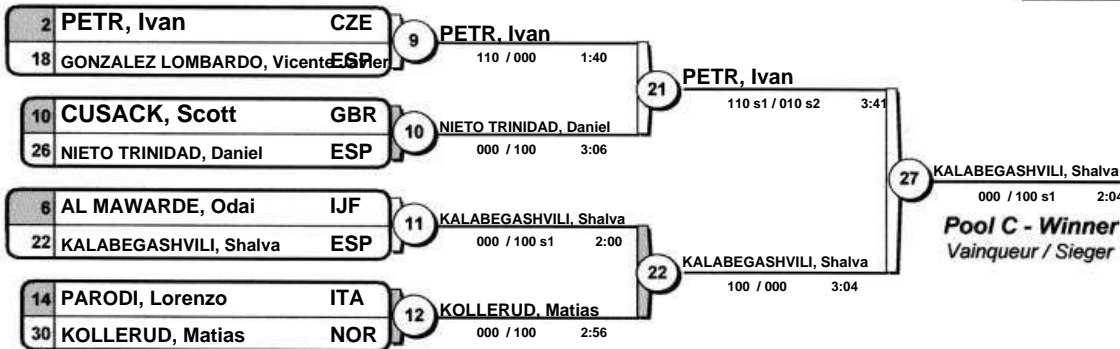 2 PETR, Ivan CZE
18 GONZALEZ LOMBARDO, Vicente Javier ESP
9
PETR, Ivan
110 / 000 1:40
10 CUSACK, Scott GBR
26 NIETO TRINIDAD, Daniel ESP
10
NIETO TRINIDAD, Daniel
000 / 100 3:06
21
PETR, Ivan
110 s1 / 010 s2 3:41
6 AL MAWARDE, Odai IJF
22 KALABEGASHVILI, Shalva ESP
11
KALABEGASHVILI, Shalva
000 / 100 s1 2:00
14 PARODI, Lorenzo ITA
30 KOLLERUD, Matias NOR
12
KOLLERUD, Matias
000 / 100 2:56
22
KALABEGASHVILI, Shalva
100 / 000 3:04
27
KALABEGASHVILI, Shalva
000 / 100 s1 2:04
Pool C - Winner
Vainqueur / Sieger